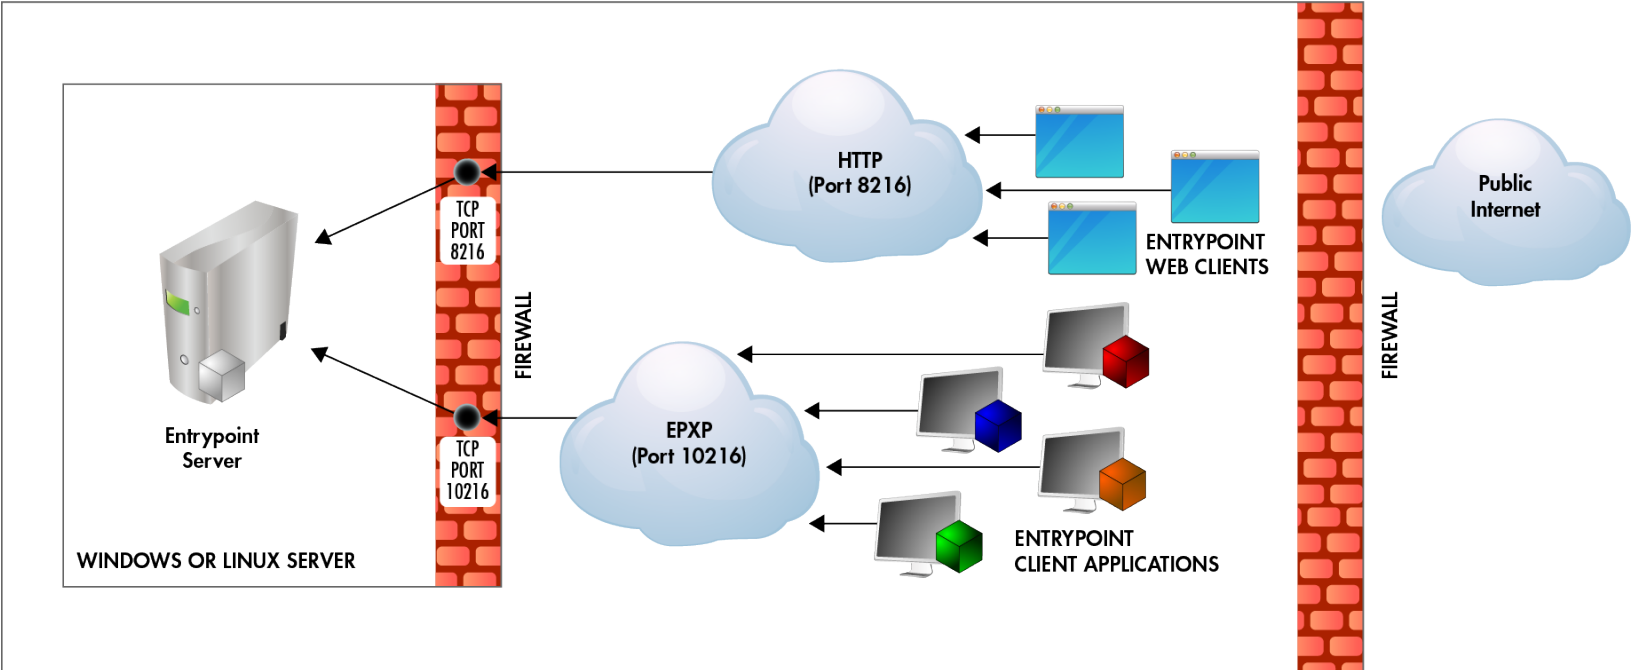 HTTP
(Port 8216)
Public
Internet
TCP
PORT
8216
ENTRYPOINT
WEB CLIENTS
FIREWALL
FIREWALL
Entrypoint
Server
EPXP
(Port 10216)
TCP
PORT
10216
ENTRYPOINT
CLIENT APPLICATIONS
WINDOWS OR LINUX SERVER